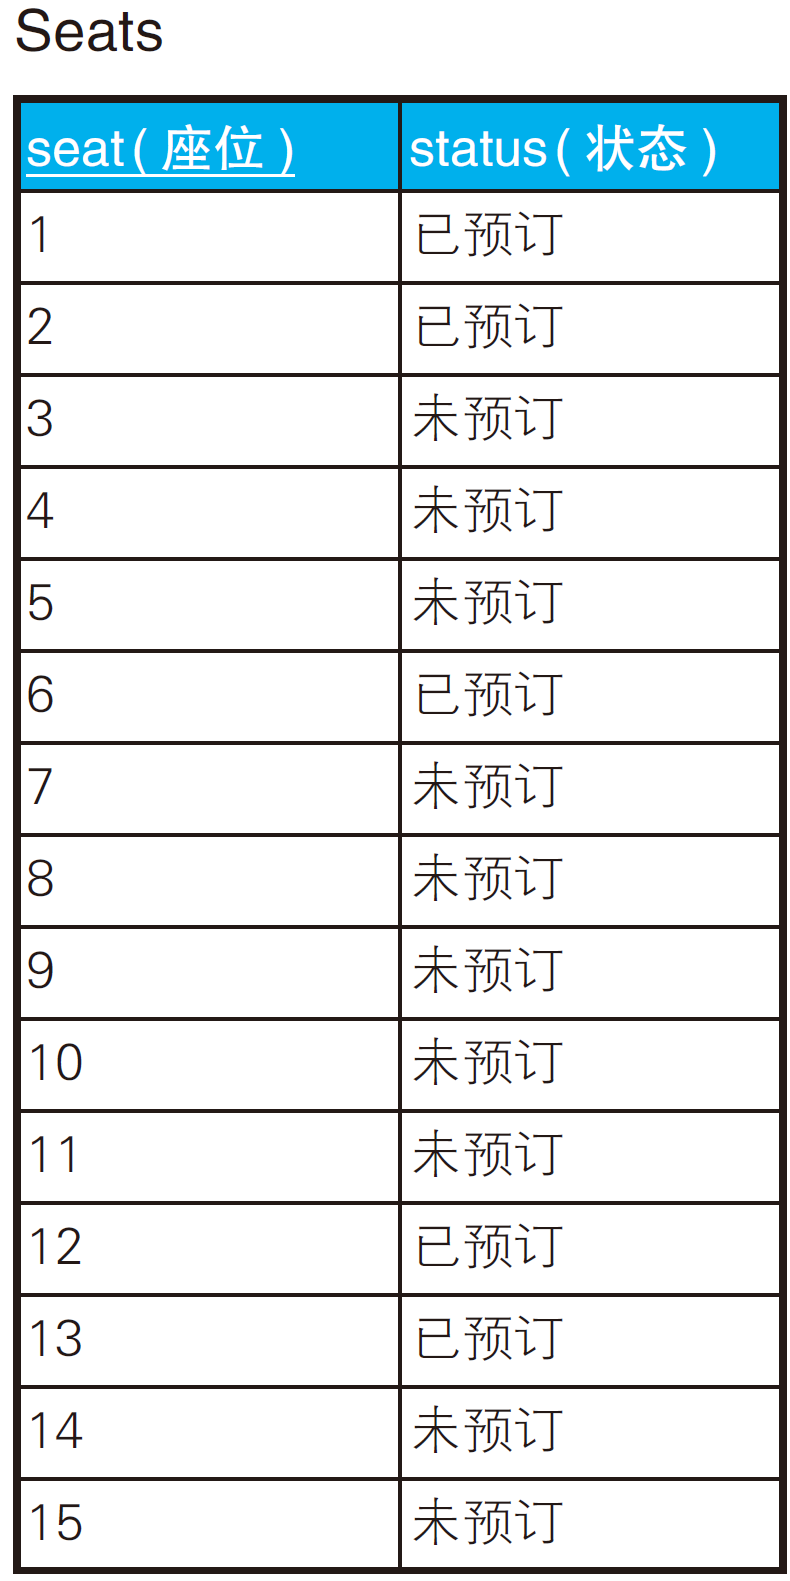 Seats
seat（座位） status（状态）
1 已预订
2 已预订
3 未预订
4 未预订
5 未预订
6 已预订
7 未预订
8 未预订
9 未预订
10 未预订
11 未预订
12 已预订
13 已预订
14 未预订
15 未预订